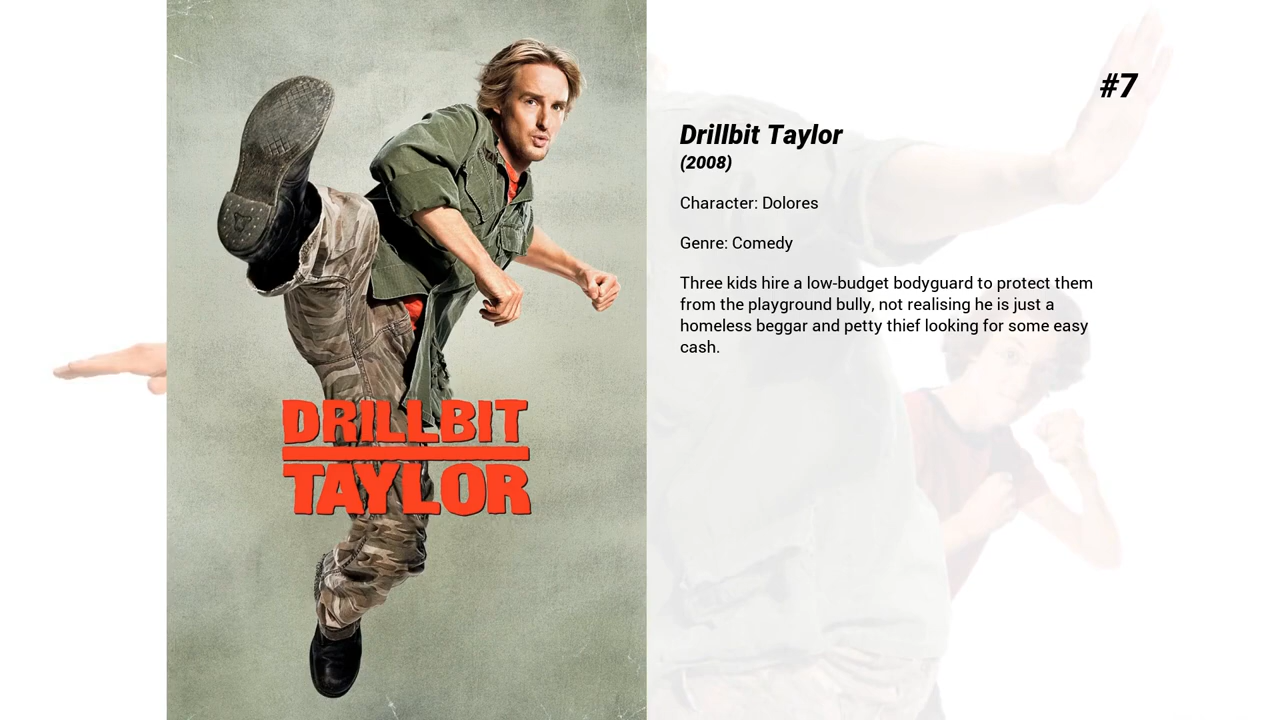 DRILLBIT
TAYLOR
#7
Drillbit Taylor
(2008)
Character: Dolores
Genre: Comedy
Three kids hire a low-budget bodyguard to protect them
from the playground bully, not realising he is just a
homeless beggar and petty thief looking for some easy
cash.